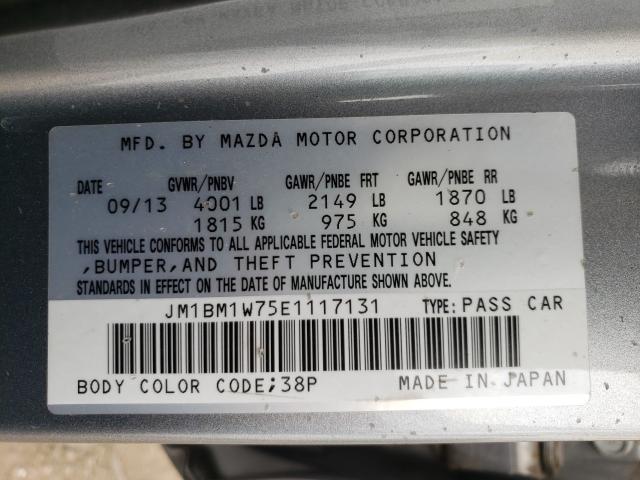 MFD. BY MAZDA MOTOR CORPORATION
DATE GVWR/PNBV GAWR/PNBE FRT GAWR/PNBE RR
09/13 4001 LB 2149 LB 1870 LB
1815 KG 975 KG 848 KG
THIS VEHICLE CONFORMS TO ALL APPLICABLE FEDERAL MOTOR VEHICLE SAFETY
,BUMPER,AND THEFT PREVENTION
STANDARDS IN EFFECT ON THE DATE OF MANUFACTURE SHOWN ABOVE.
JM1BM1W75E1117131 TYPE: PASS CAR
BODY COLOR CODE;38P MADE IN JAPAN